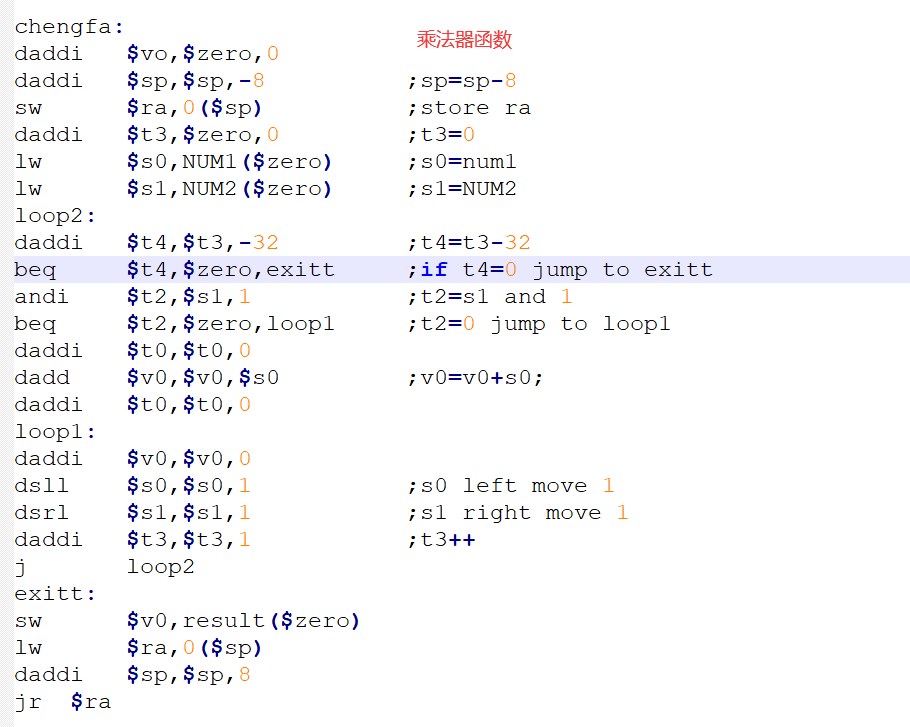 chengfa:
乘法器函数
daddi $vo,$zero,0
daddi $sp,$sp,-8 ;sp=sp-8
sw $ra,0($sp) ;store ra
daddi $t3,$zero,0 ;t3=0
lw $s0,NUM1($zero) ;s0=num1
lw $s1,NUM2($zero) ;s1=NUM2
loop2:
daddi $t4,$t3,-32 ;t4=t3-32
beq $t4,$zero,exitt ;if t4=0 jump to exitt
andi $t2,$s1,1 ;t2=s1 and 1
beq $t2,$zero,loop1 ;t2=0 jump to loop1
daddi $t0,$t0,0
dadd $v0,$v0,$s0 ;v0=v0+s0;
daddi $t0,$t0,0
loop1:
daddi $v0,$v0,0
dsll $s0,$s0,1 ;s0 left move 1
dsrl $s1,$s1,1 ;s1 right move 1
daddi $t3,$t3,1 ;t3++
j loop2
exitt:
sw $v0,result($zero)
lw $ra,0($sp)
daddi $sp,$sp,8
jr $ra